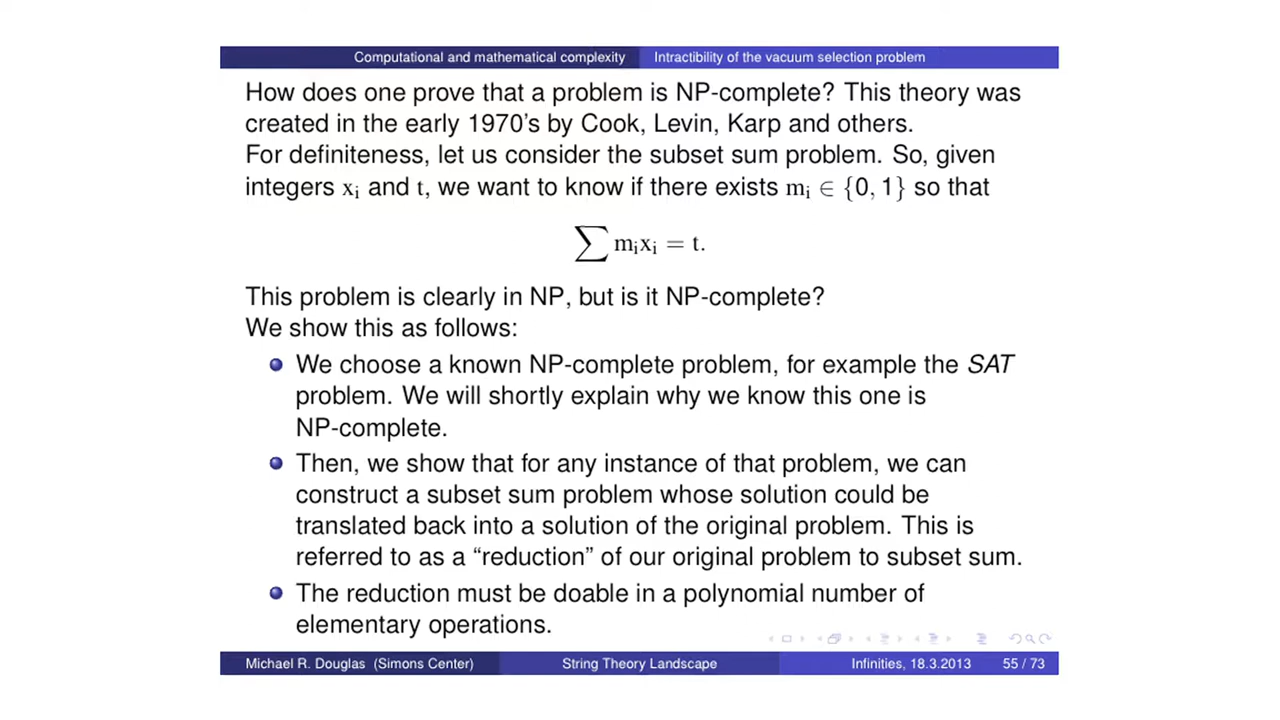 Computational and mathematical complexity Intractibility of the vacuum selection problem
How does one prove that a problem is NP-complete? This theory was
created in the early 1970's by Cook, Levin, Karp and others.
For definiteness, let us consider the subset sum problem. So, given
integers xᵢ and t, we want to know if there exists mᵢ ∈ {0, 1} so that
∑ mᵢxᵢ = t.
This problem is clearly in NP, but is it NP-complete?
We show this as follows:
We choose a known NP-complete problem, for example the SAT
problem. We will shortly explain why we know this one is
NP-complete.
Then, we show that for any instance of that problem, we can
construct a subset sum problem whose solution could be
translated back into a solution of the original problem. This is
referred to as a “reduction” of our original problem to subset sum.
The reduction must be doable in a polynomial number of
elementary operations.
Michael R. Douglas (Simons Center) String Theory Landscape Infinities, 18.3.2013 55 / 73